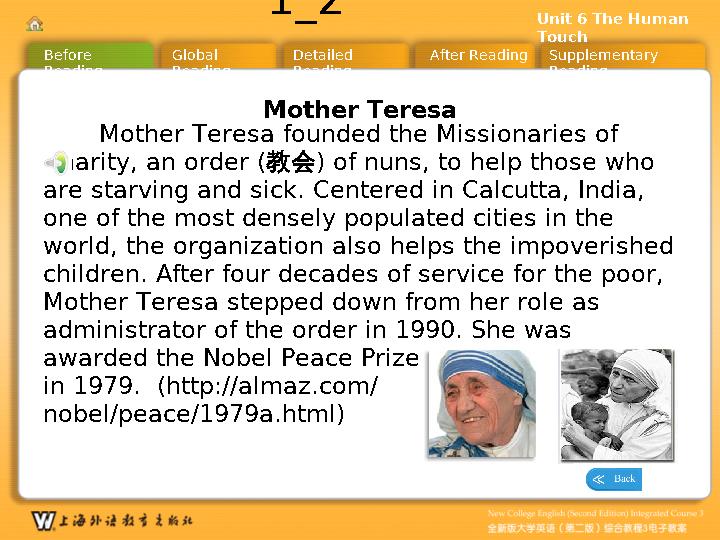 1_2
Unit 6 The Human
Touch
Before
Reading
Global
Reading
Detailed
Reading
After Reading
Supplementary
Reading
Mother Teresa
Mother Teresa founded the Missionaries of
harity, an order (教会) of nuns, to help those who
are starving and sick. Centered in Calcutta, India,
one of the most densely populated cities in the
world, the organization also helps the impoverished
children. After four decades of service for the poor,
Mother Teresa stepped down from her role as
administrator of the order in 1990. She was
awarded the Nobel Peace Prize
in 1979.  (http://almaz.com/
nobel/peace/1979a.html)
Back
上海外语教育出版社
New College English (Second Edition) Integrated Course 3
全新版大学英语（第二版）综合教程3电子教案